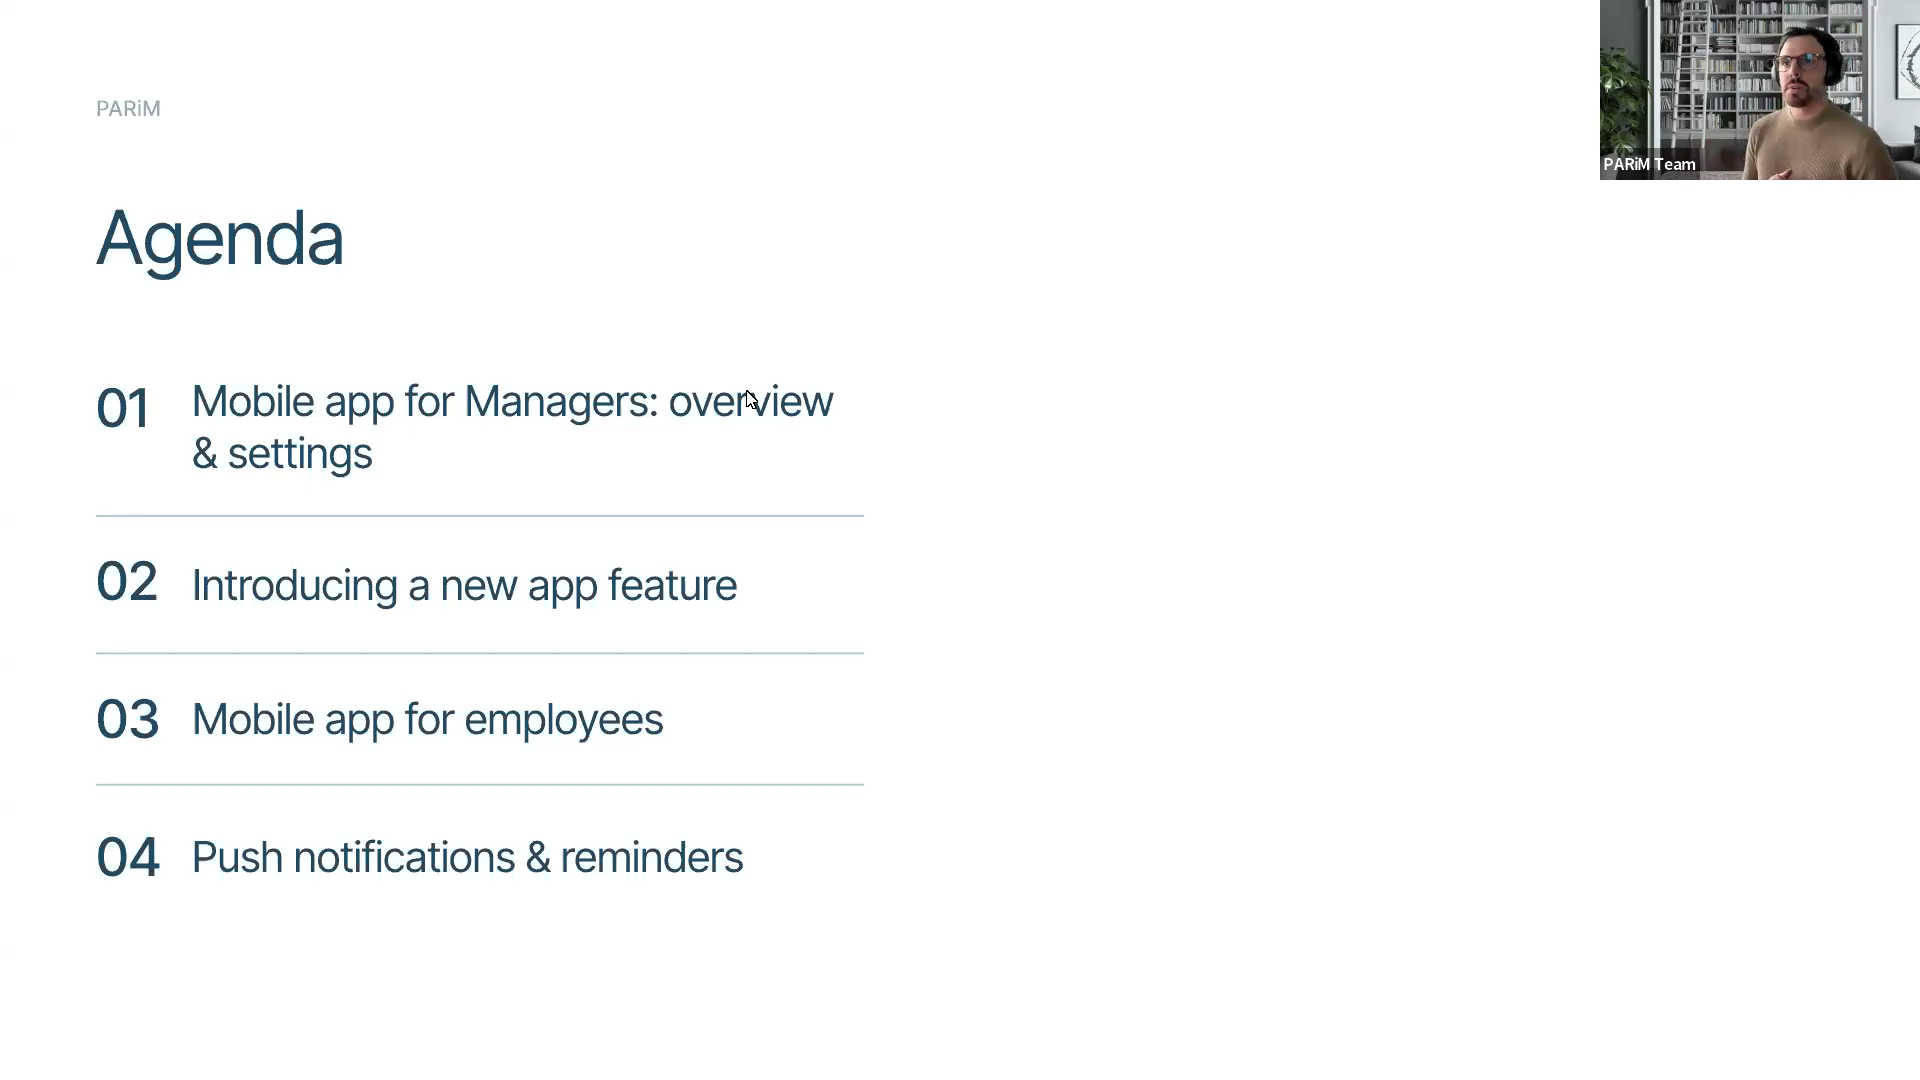 PARiM
PARiM Team
Agenda
01 Mobile app for Managers: overview
& settings
02 Introducing a new app feature
03 Mobile app for employees
04 Push notifications & reminders